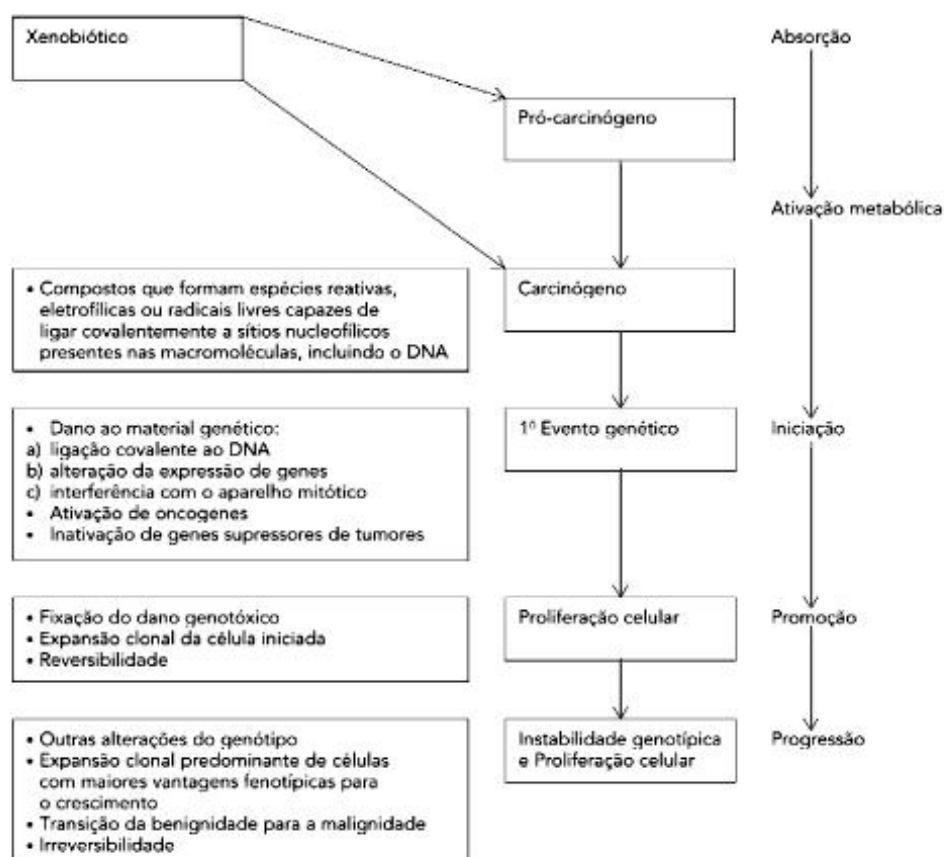 Xenobiótico
Absorção
Pró-carcinógeno
Ativação metabólica
• Compostos que formam espécies reativas,
eletrofílicas ou radicais livres capazes de
ligar covalentemente a sítios nucleofílicos
presentes nas macromoléculas, incluindo o DNA
Carcinógeno
• Dano ao material genético:
a) ligação covalente ao DNA
b) alteração da expressão de genes
c) interferência com o aparelho mitótico
• Ativação de oncogenes
• Inativação de genes supressores de tumores
1º Evento genético
Iniciação
• Fixação do dano genotóxico
• Expansão clonal da célula iniciada
• Reversibilidade
Proliferação celular
Promoção
• Outras alterações do genótipo
• Expansão clonal predominante de células
com maiores vantagens fenotípicas para
o crescimento
• Transição da benignidade para a malignidade
• Irreversibilidade
Instabilidade genotípica
e Proliferação celular
Progressão